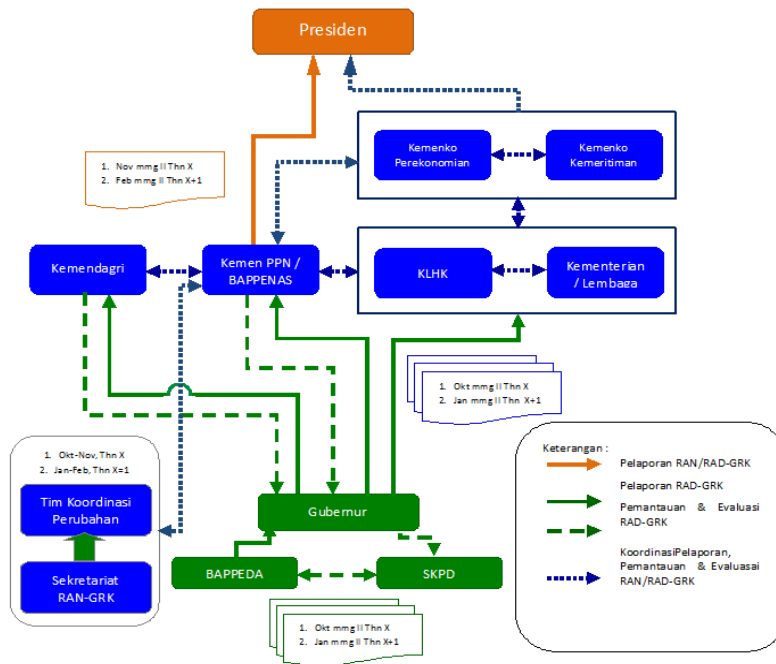 Presiden
Kemenko
Perekonomian
Kemenko
Kemeritiman
1. Nov mmg II Thn X
2. Feb mmg II Thn X+1
Kemendagri
Kemen PPN /
BAPPENAS
KLHK
Kementerian
/ Lembaga
1. Okt mmg II Thn X
2. Jan mmg II Thn X+1
1. Okt-Nov, Thn X
2. Jan-Feb, Thn X=1
Tim Koordinasi
Perubahan
Sekretariat
RAN-GRK
Gubernur
BAPPEDA
SKPD
1. Okt mmg II Thn X
2. Jan mmg II Thn X+1
Keterangan :
Pelaporan RAN/RAD-GRK
Pelaporan RAD-GRK
Pemantauan & Evaluasi
RAD-GRK
KoordinasiPelaporan,
Pemantauan & Evaluasai
RAN/RAD-GRK